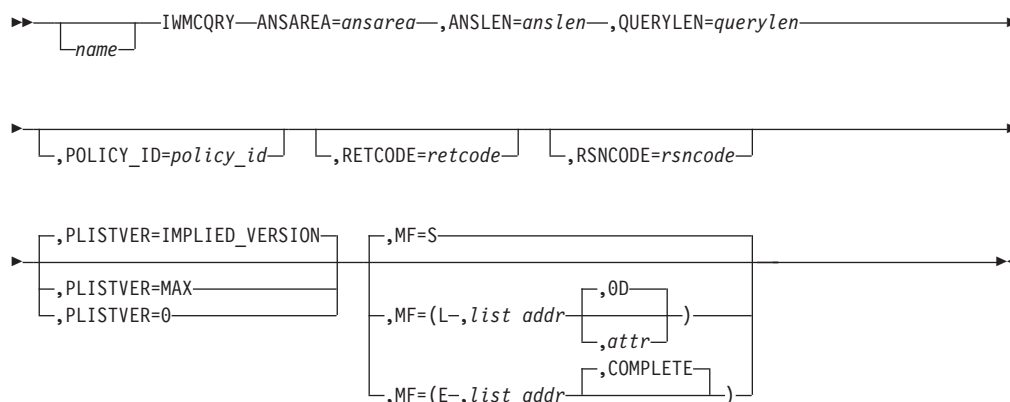 IWMCQRY ANSAREA=ansarea ,ANSLEN=anslen ,QUERYLEN=querylen
name
,POLICY_ID=policy_id ,RETCODE=retcode ,RSNCODE=rsncode
,PLISTVER=IMPLIED_VERSION ,MF=S
,PLISTVER=MAX ,0D
,PLISTVER=0 ,MF=(L ,list addr )
,attr
,COMPLETE
,MF=(E ,list addr )